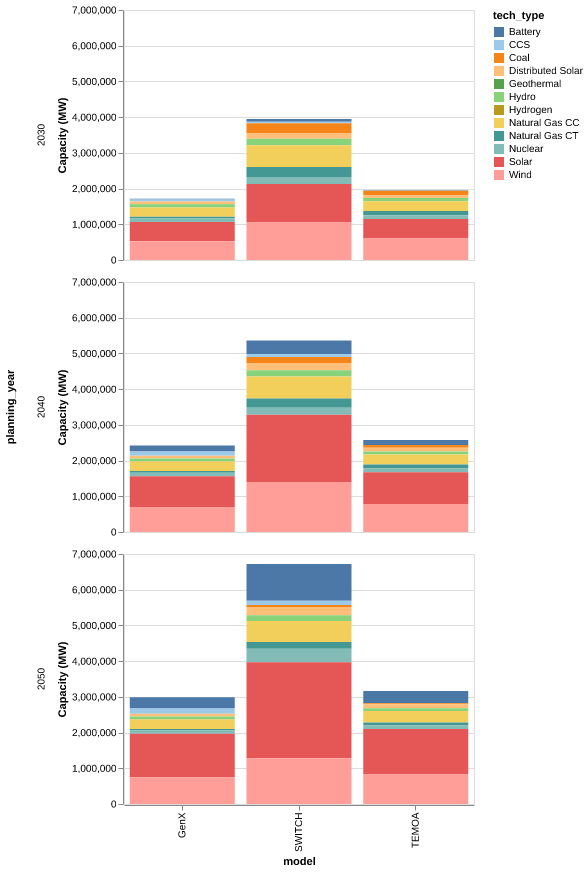 tech_type
Battery
CCS
Coal
Distributed Solar
Geothermal
Hydro
Hydrogen
Natural Gas CC
Natural Gas CT
Nuclear
Solar
Wind
planning_year
2030
Capacity (MW)
7,000,000
6,000,000
5,000,000
4,000,000
3,000,000
2,000,000
1,000,000
0
2040
Capacity (MW)
7,000,000
6,000,000
5,000,000
4,000,000
3,000,000
2,000,000
1,000,000
0
2050
Capacity (MW)
7,000,000
6,000,000
5,000,000
4,000,000
3,000,000
2,000,000
1,000,000
0
GenX
SWITCH
TEMOA
model